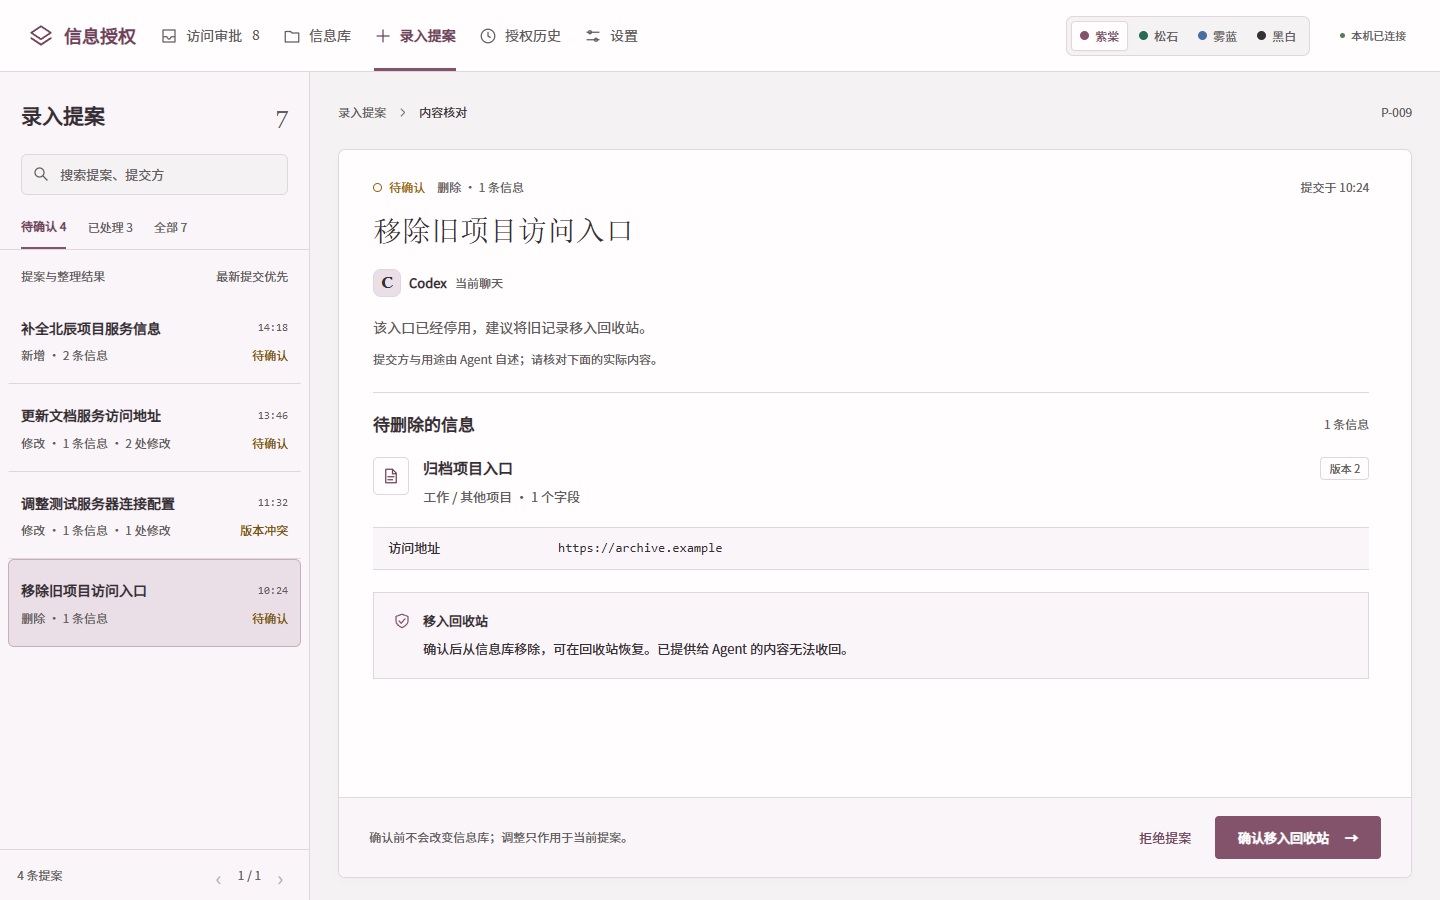 信息授权
访问审批 8
信息库
录入提案
授权历史
设置
紫棠
松石
雾蓝
黑白
本机已连接
录入提案
7
搜索提案、提交方
待确认 4
已处理 3
全部 7
提案与整理结果
最新提交优先
补全北辰项目服务信息
14:18
新增 • 2 条信息
待确认
更新文档服务访问地址
13:46
修改 • 1 条信息 • 2 处修改
待确认
调整测试服务器连接配置
11:32
修改 • 1 条信息 • 1 处修改
版本冲突
移除旧项目访问入口
10:24
删除 • 1 条信息
待确认
4 条提案
‹ 1 / 1 ›
录入提案 > 内容核对
P-009
待确认 删除 • 1 条信息
提交于 10:24
移除旧项目访问入口
C Codex 当前聊天
该入口已经停用，建议将旧记录移入回收站。
提交方与用途由 Agent 自述；请核对下面的实际内容。
待删除的信息
1 条信息
归档项目入口
版本 2
工作 / 其他项目 • 1 个字段
访问地址 https://archive.example
移入回收站
确认后从信息库移除，可在回收站恢复。已提供给 Agent 的内容无法收回。
确认前不会改变信息库；调整只作用于当前提案。
拒绝提案
确认移入回收站 →